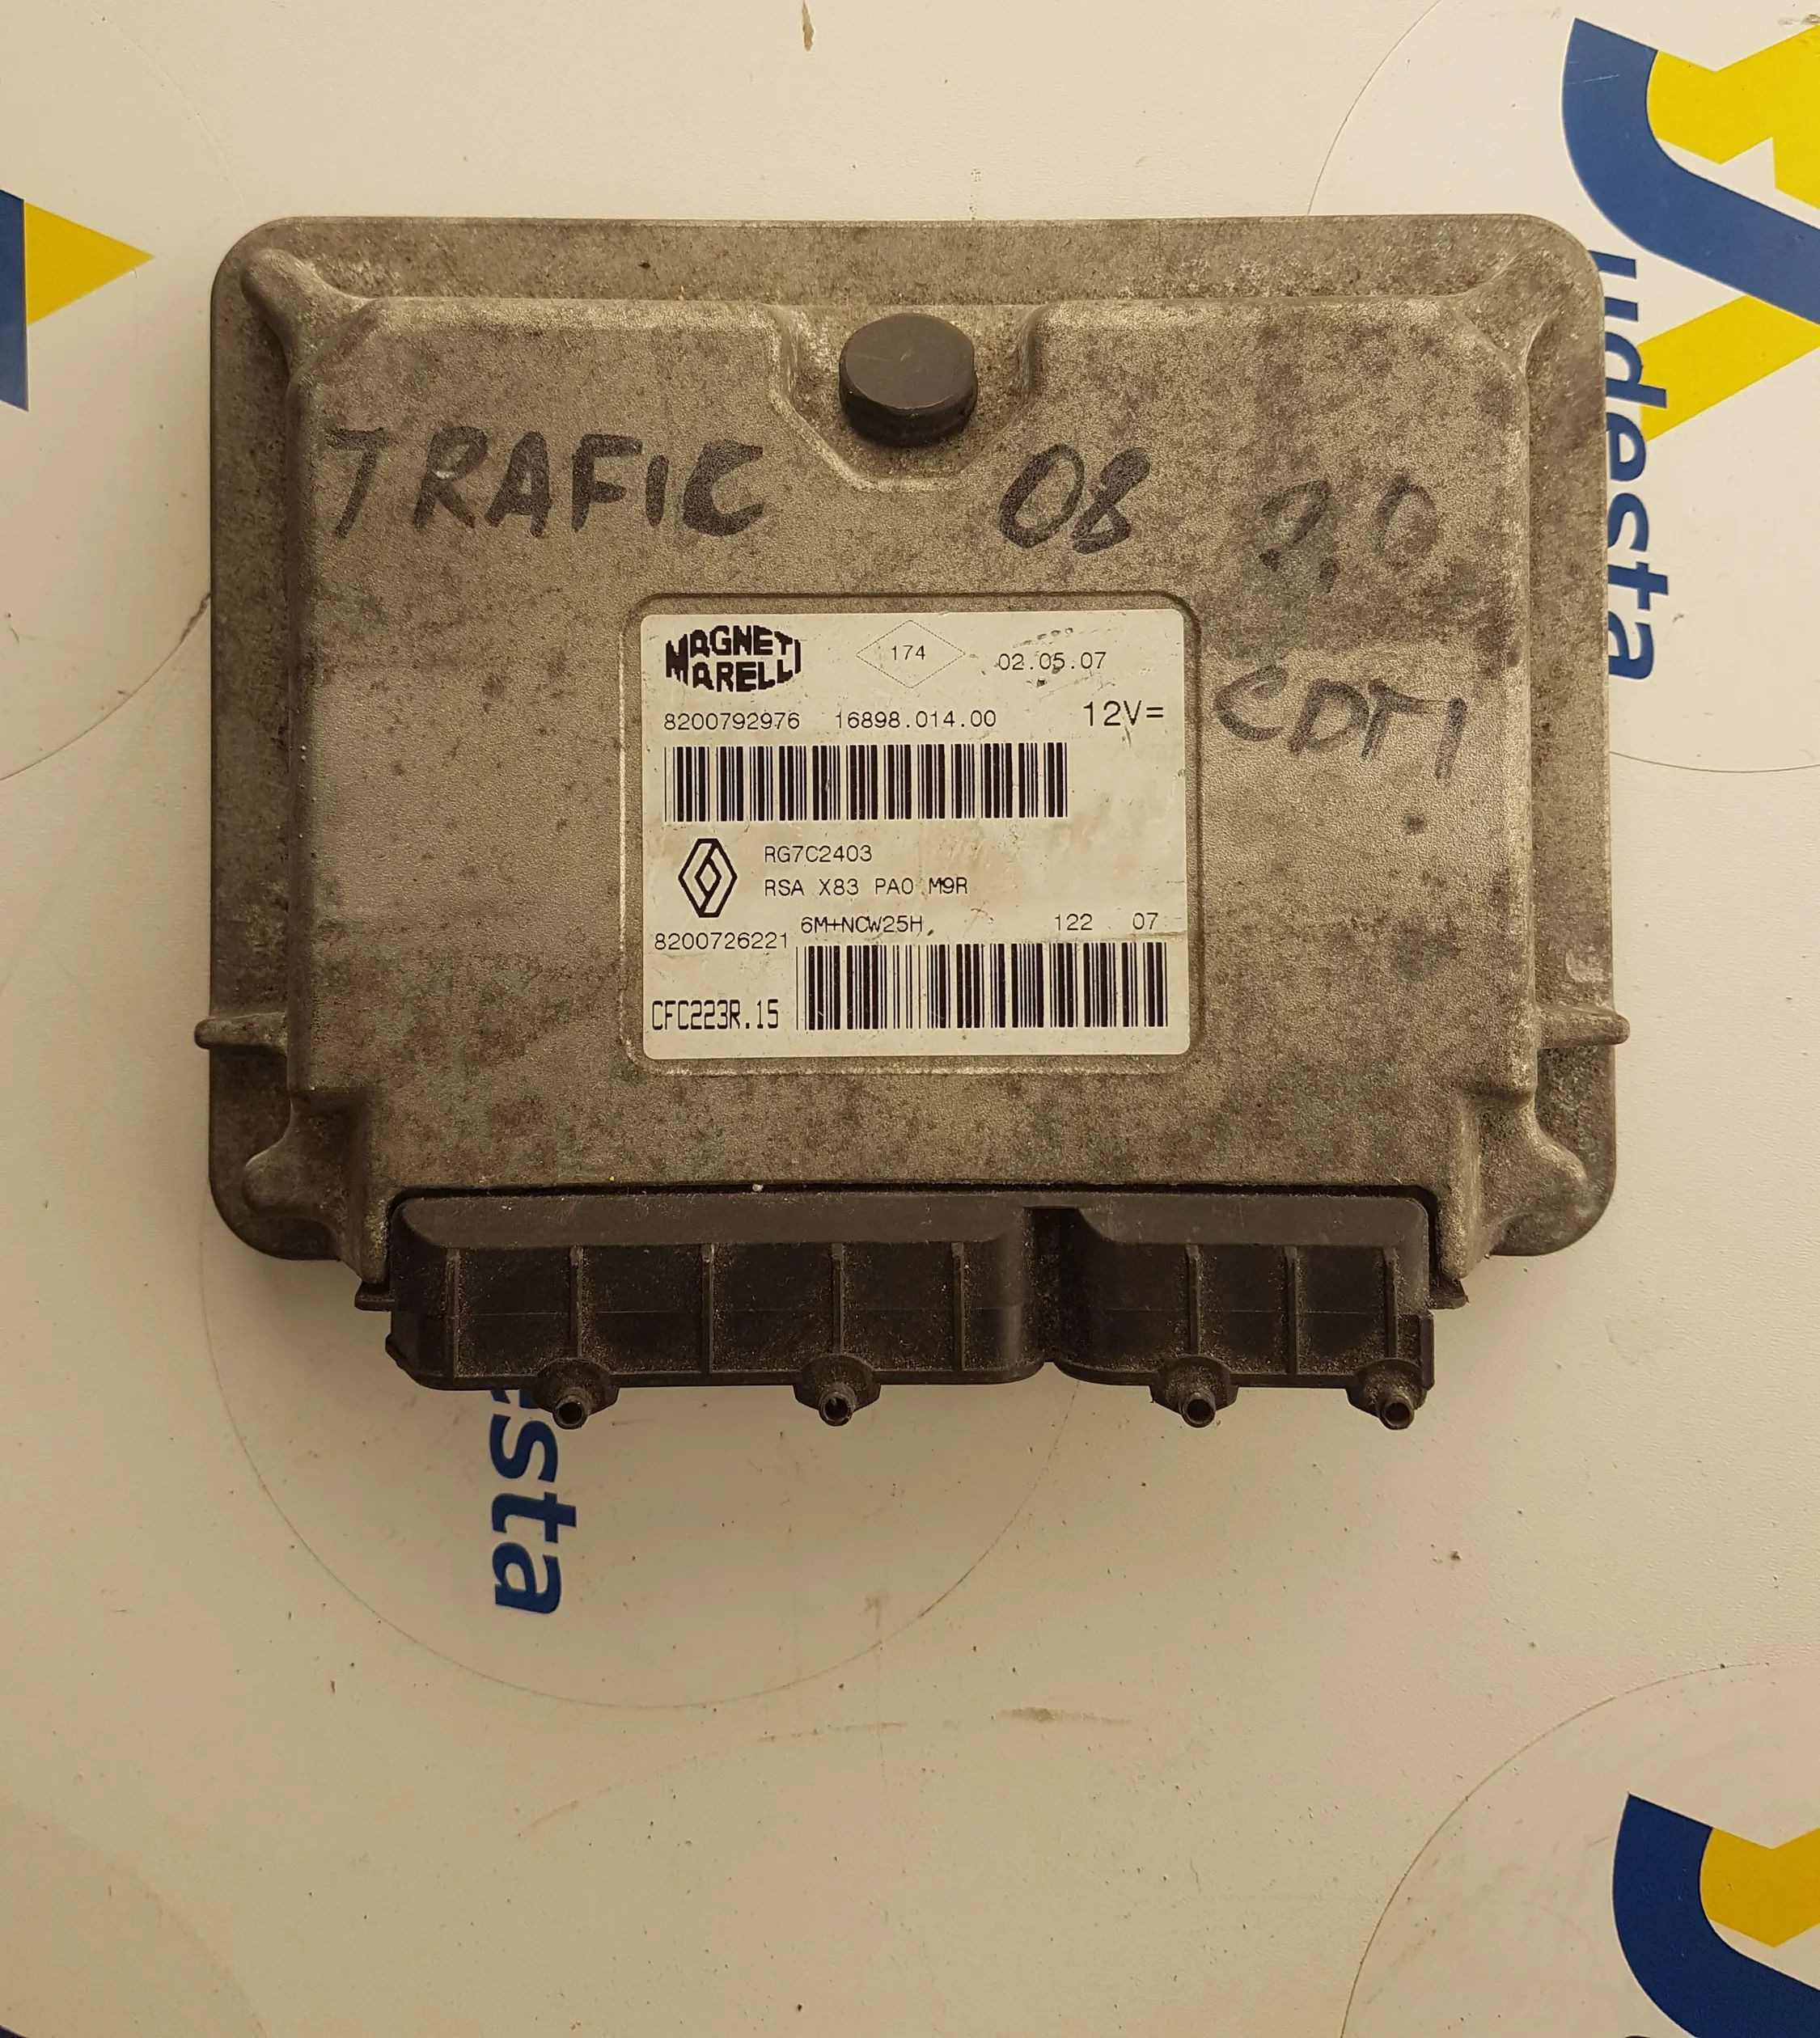 TRAFIC 08 2,0
CDTI
MAGNETI
MARELLI
174
02.05.07
8200792976 16898.014.00 12V=
RG7C2403
RSA X83 PA0 M9R
6M+NCW25H 122 07
8200726221
CFC223R.15
udesta
esta